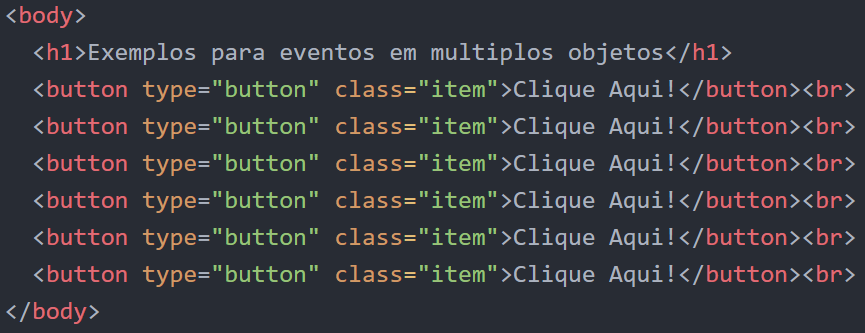 <body>
<h1>Exemplos para eventos em multiplos objetos</h1>
<button type="button" class="item">Clique Aqui!</button><br>
<button type="button" class="item">Clique Aqui!</button><br>
<button type="button" class="item">Clique Aqui!</button><br>
<button type="button" class="item">Clique Aqui!</button><br>
<button type="button" class="item">Clique Aqui!</button><br>
<button type="button" class="item">Clique Aqui!</button><br>
</body>